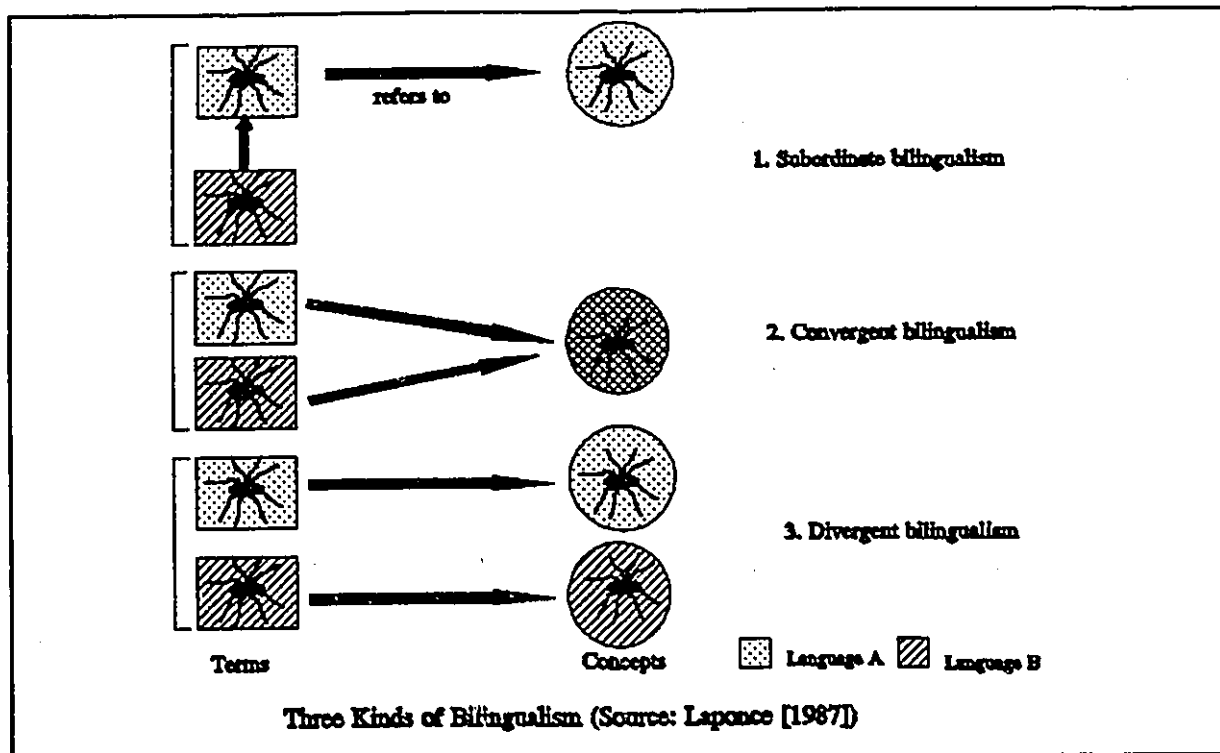 refers to
1. Subordinate bilingualism
2. Convergent bilingualism
3. Divergent bilingualism
Terms
Concepts
Language A
Language B
Three Kinds of Bilingualism (Source: Laponce [1987])